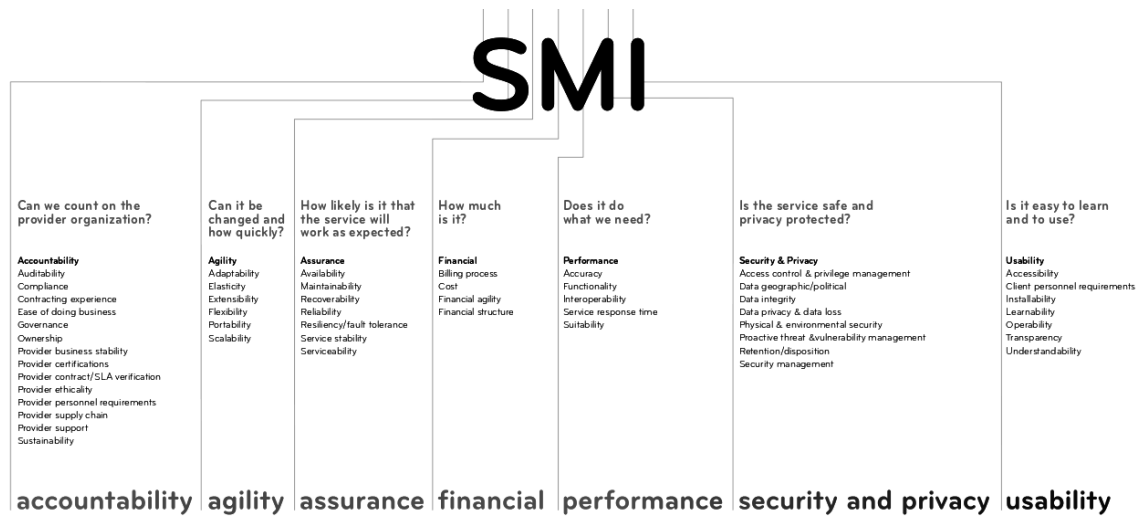 SMI
Can we count on the
provider organization?
Accountability
Auditability
Compliance
Contracting experience
Ease of doing business
Governance
Ownership
Provider business stability
Provider certifications
Provider contract/SLA verification
Provider ethicality
Provider personnel requirements
Provider supply chain
Provider support
Sustainability
accountability
Can it be
changed and
how quickly?
Agility
Adaptability
Elasticity
Extensibility
Flexibility
Portability
Scalability
agility
How likely is it that
the service will
work as expected?
Assurance
Availability
Maintainability
Recoverability
Reliability
Resiliency/fault tolerance
Service stability
Serviceability
assurance
How much
is it?
Financial
Billing process
Cost
Financial agility
Financial structure
financial
Does it do
what we need?
Performance
Accuracy
Functionality
Interoperability
Service response time
Suitability
performance
Is the service safe and
privacy protected?
Security & Privacy
Access control & privilege management
Data geographic/political
Data integrity
Data privacy & data loss
Physical & environmental security
Proactive threat &vulnerability management
Retention/disposition
Security management
security and privacy
Is it easy to learn
and to use?
Usability
Accessibility
Client personnel requirements
Installability
Learnability
Operability
Transparency
Understandability
usability